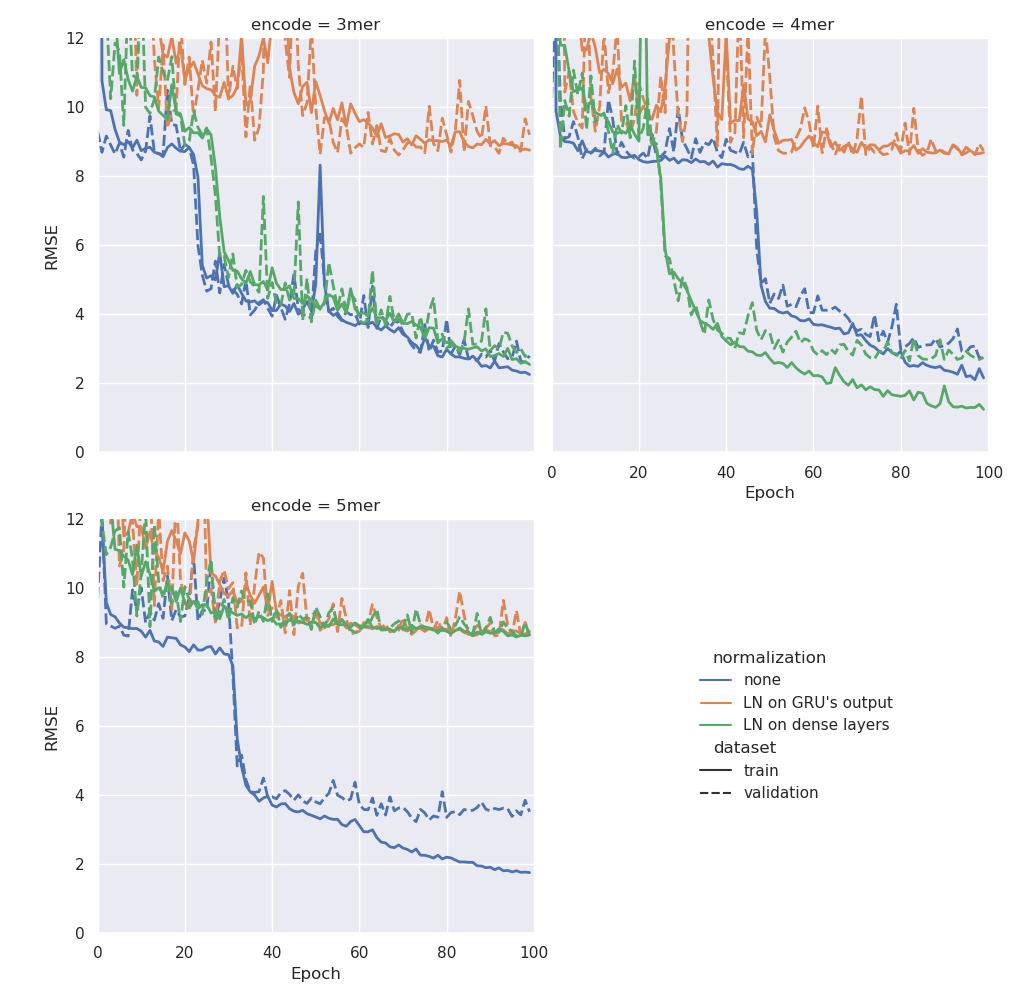 encode = 3mer
12
10
8
6
4
2
0
RMSE
encode = 4mer
0
20
40
60
80
100
Epoch
encode = 5mer
12
10
8
6
4
2
0
RMSE
0
20
40
60
80
100
Epoch
normalization
none
LN on GRU's output
LN on dense layers
dataset
train
validation